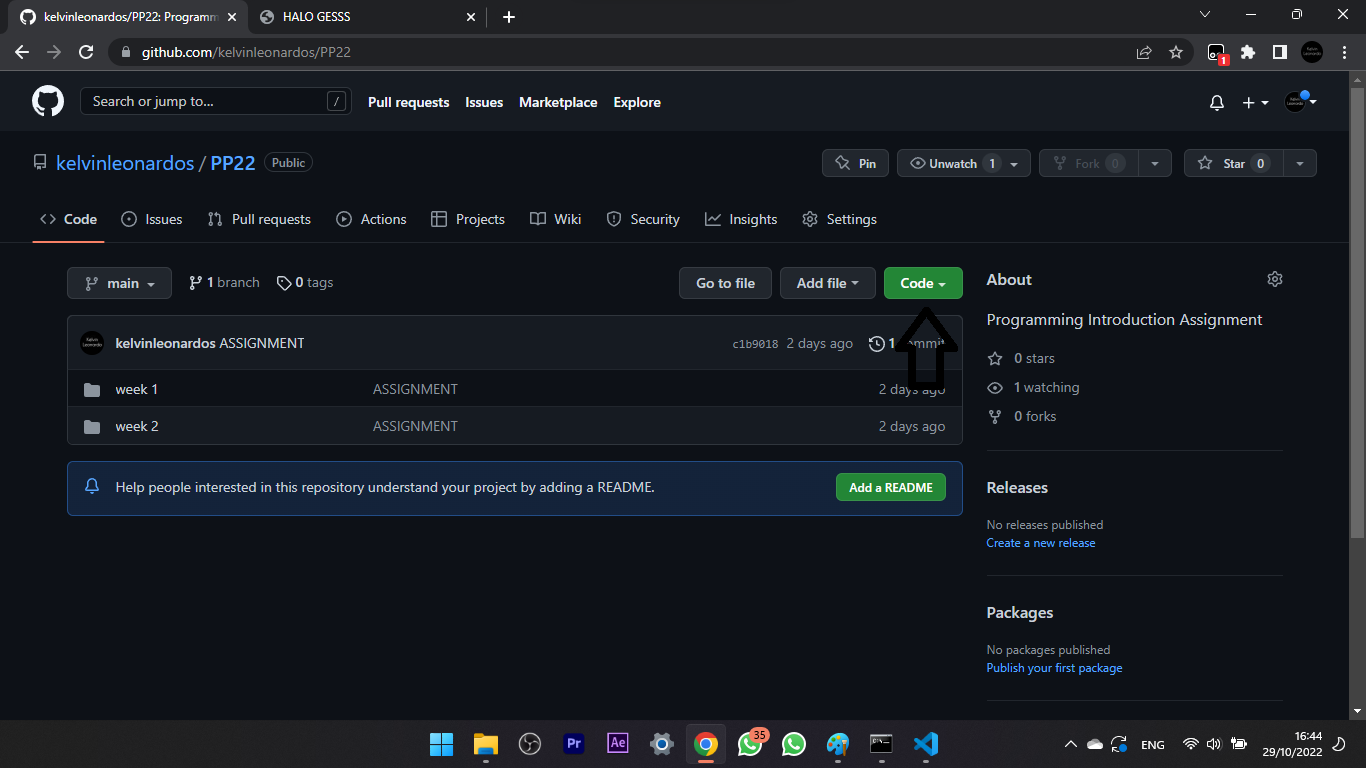 kelvinleonardos/PP22: Programm
HALO GESSS
github.com/kelvinleonardos/PP22
1
Search or jump to...
/
Pull requests
Issues
Marketplace
Explore
kelvinleonardos / PP22
Public
Pin
Unwatch 1
Fork 0
Star 0
Code
Issues
Pull requests
Actions
Projects
Wiki
Security
Insights
Settings
main
1 branch
0 tags
Go to file
Add file
Code
About
Programming Introduction Assignment
kelvinleonardos ASSIGNMENT
c1b9018 2 days ago
1 commit
week 1 ASSIGNMENT 2 days ago
week 2 ASSIGNMENT 2 days ago
0 stars
1 watching
0 forks
Help people interested in this repository understand your project by adding a README.
Add a README
Releases
No releases published
Create a new release
Packages
No packages published
Publish your first package
Pr
Ae
35
ENG
16:44
29/10/2022